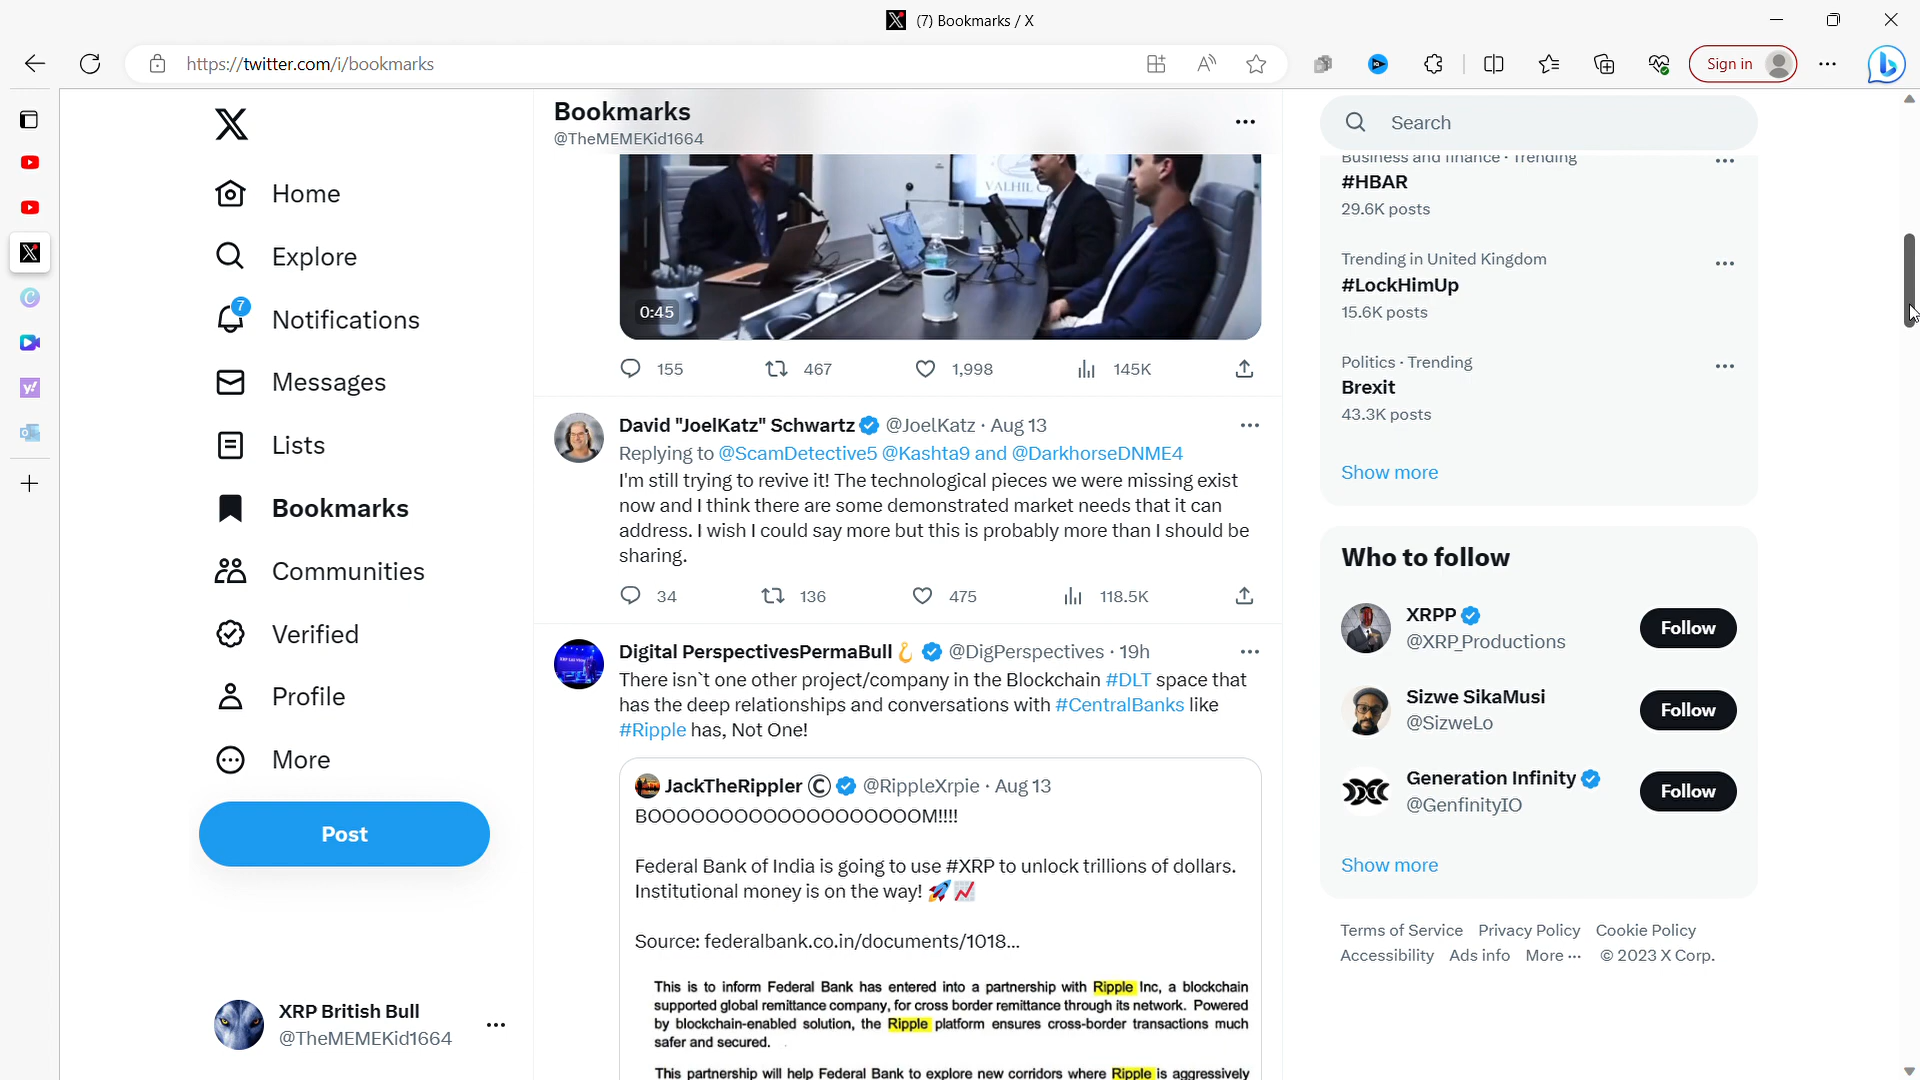 (7) Bookmarks / X
https://twitter.com/i/bookmarks
Sign in
Home
Explore
7
Notifications
Messages
Lists
Bookmarks
Communities
Verified
Profile
More
Post
XRP British Bull
@TheMEMEKid1664
Bookmarks
@TheMEMEKid1664
VALHIL
0:45
155 467 1,998 145K
David "JoelKatz" Schwartz @JoelKatz · Aug 13
Replying to @ScamDetective5 @Kashta9 and @DarkhorseDNME4
I'm still trying to revive it! The technological pieces we were missing exist
now and I think there are some demonstrated market needs that it can
address. I wish I could say more but this is probably more than I should be
sharing.
34 136 475 118.5K
Digital PerspectivesPermaBull🪝 @DigPerspectives · 19h
There isn`t one other project/company in the Blockchain #DLT space that
has the deep relationships and conversations with #CentralBanks like
#Ripple has, Not One!
JackTheRippler © @RippleXrpie · Aug 13
BOOOOOOOOOOOOOOOOOOOM!!!!
Federal Bank of India is going to use #XRP to unlock trillions of dollars.
Institutional money is on the way! 🚀📈
Source: federalbank.co.in/documents/1018...
This is to inform Federal Bank has entered into a partnership with Ripple Inc, a blockchain
supported global remittance company, for cross border remittance through its network. Powered
by blockchain-enabled solution, the Ripple platform ensures cross-border transactions much
safer and secured.
This partnership will help Federal Bank to explore new corridors where Ripple is aggressively
Search
Business and finance · Trending
#HBAR
29.6K posts
Trending in United Kingdom
#LockHimUp
15.6K posts
Politics · Trending
Brexit
43.3K posts
Show more
Who to follow
XRPP
@XRP_Productions
Follow
Sizwe SikaMusi
@SizweLo
Follow
Generation Infinity
@GenfinityIO
Follow
Show more
Terms of Service Privacy Policy Cookie Policy
Accessibility Ads info More ··· © 2023 X Corp.